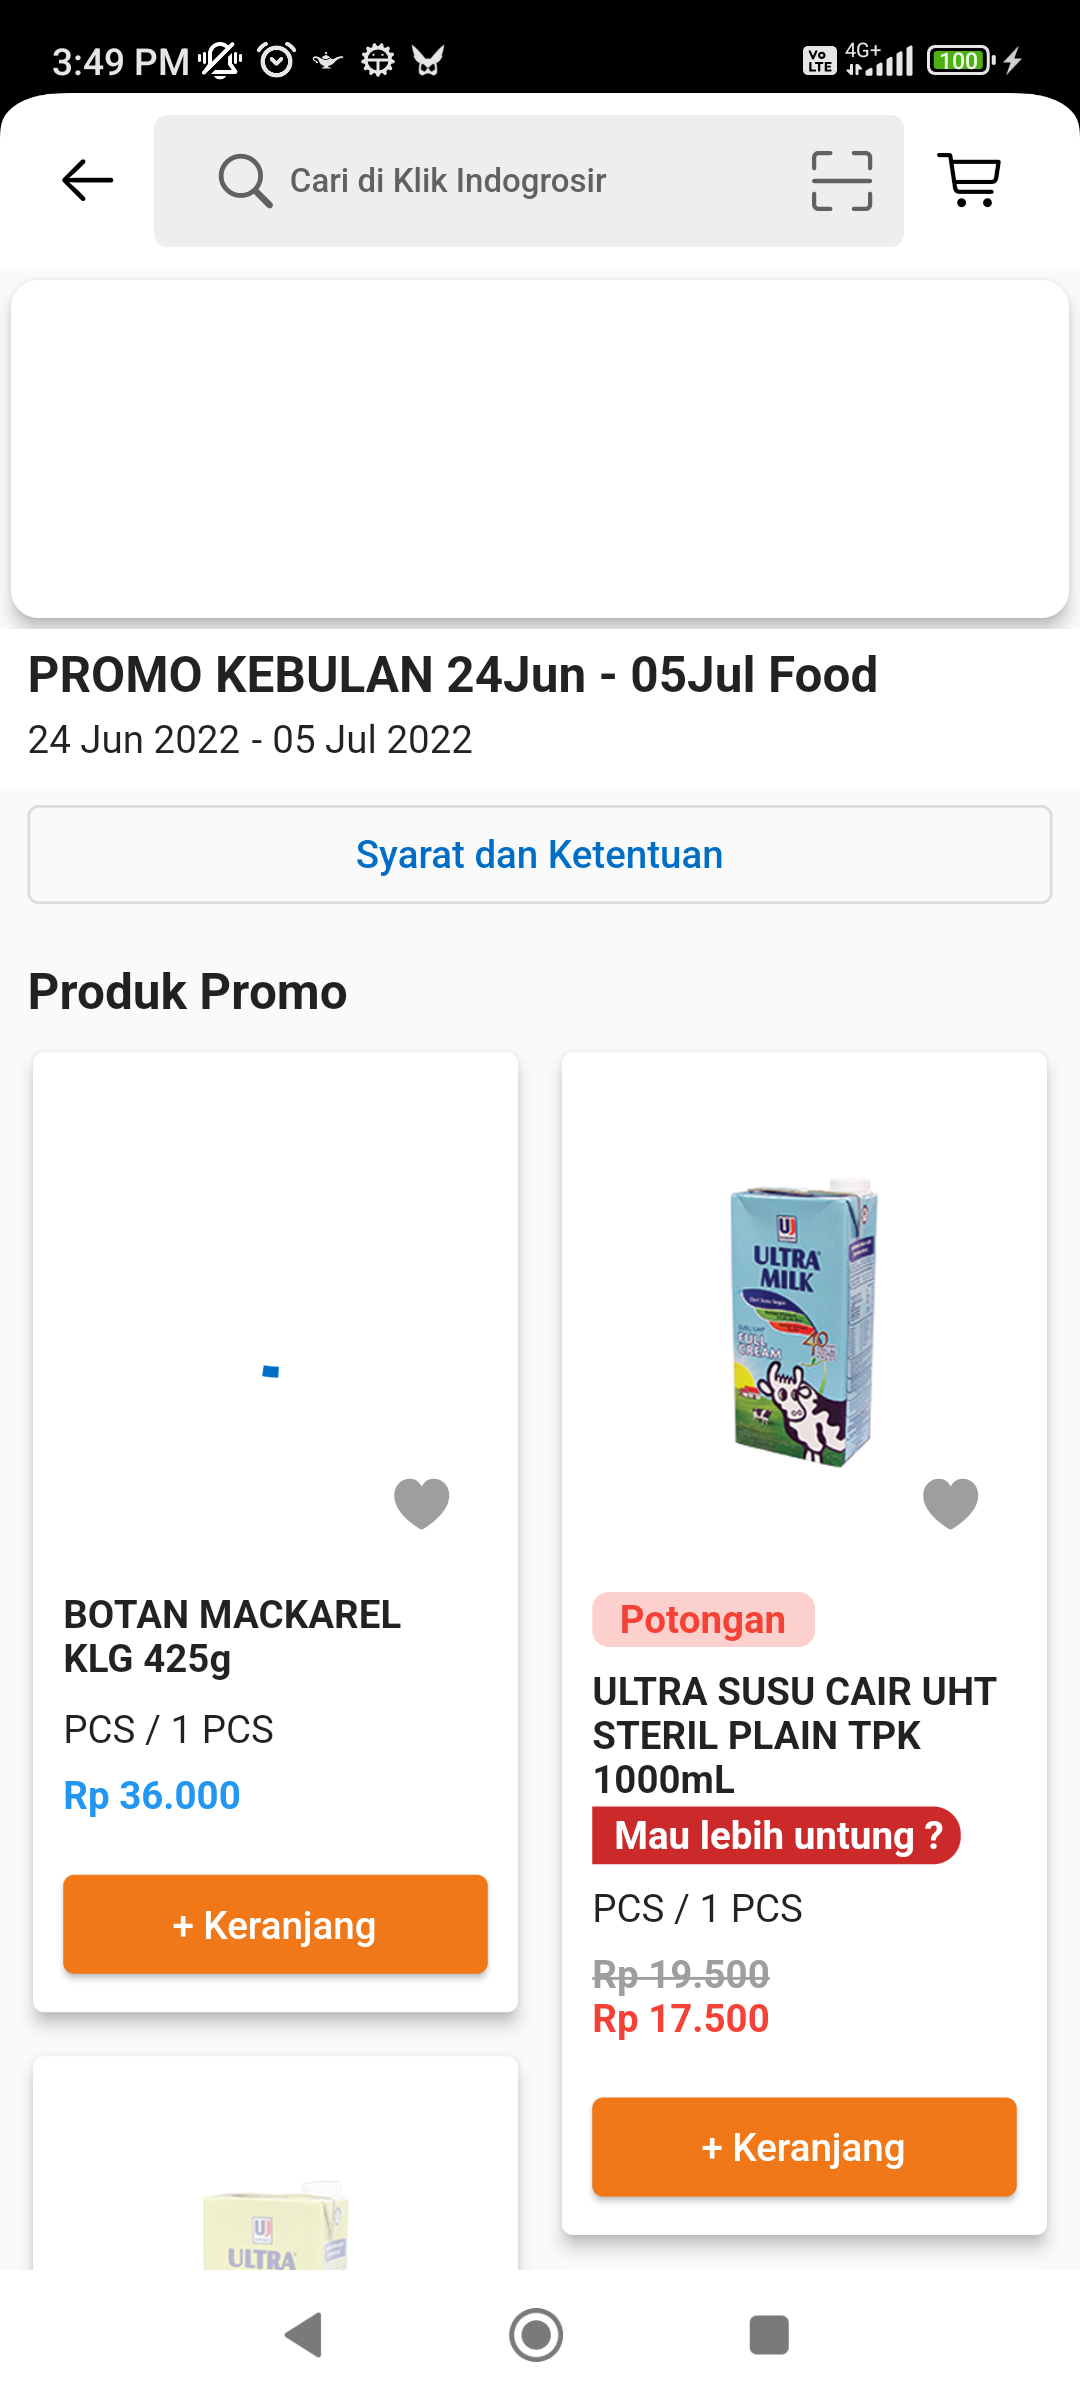 3:49 PM
Vo LTE 4G+ 100
Cari di Klik Indogrosir
PROMO KEBULAN 24Jun - 05Jul Food
24 Jun 2022 - 05 Jul 2022
Syarat dan Ketentuan
Produk Promo
BOTAN MACKAREL
KLG 425g
PCS / 1 PCS
Rp 36.000
+ Keranjang
ULTRA
MILK
FULL
CREAM
40
Potongan
ULTRA SUSU CAIR UHT
STERIL PLAIN TPK
1000mL
Mau lebih untung ?
PCS / 1 PCS
Rp 19.500
Rp 17.500
+ Keranjang
ULTRA